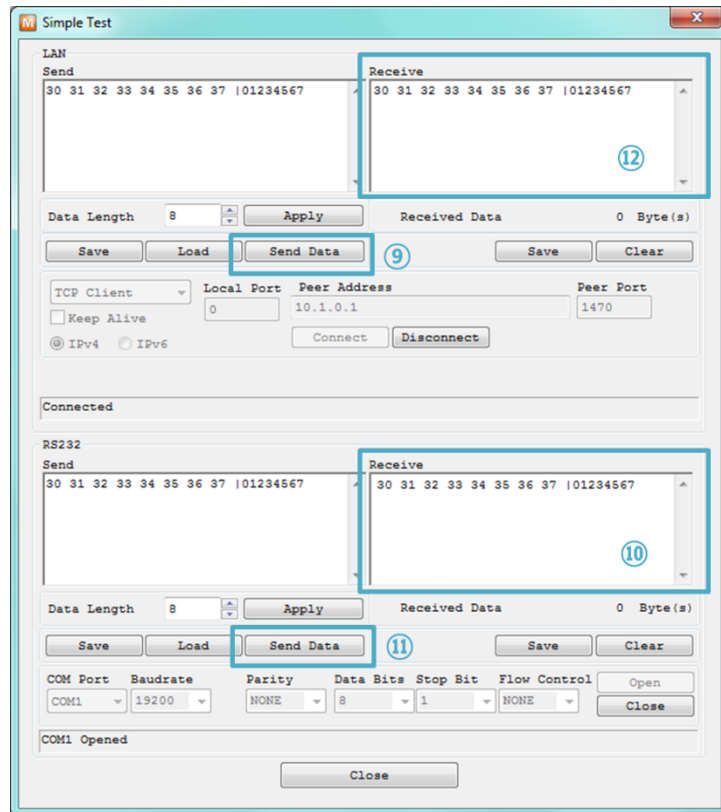 M Simple Test
LAN
Send Receive
30 31 32 33 34 35 36 37 |01234567 30 31 32 33 34 35 36 37 |01234567
⑫
Data Length 8 Apply Received Data 0 Byte(s)
Save Load Send Data ⑨ Save Clear
TCP Client Local Port Peer Address Peer Port
0 10.1.0.1 1470
Keep Alive
IPv4 IPv6 Connect Disconnect
Connected
RS232
Send Receive
30 31 32 33 34 35 36 37 |01234567 30 31 32 33 34 35 36 37 |01234567
⑩
Data Length 8 Apply Received Data 0 Byte(s)
Save Load Send Data ⑪ Save Clear
COM Port Baudrate Parity Data Bits Stop Bit Flow Control Open
COM1 19200 NONE 8 1 NONE Close
COM1 Opened
Close